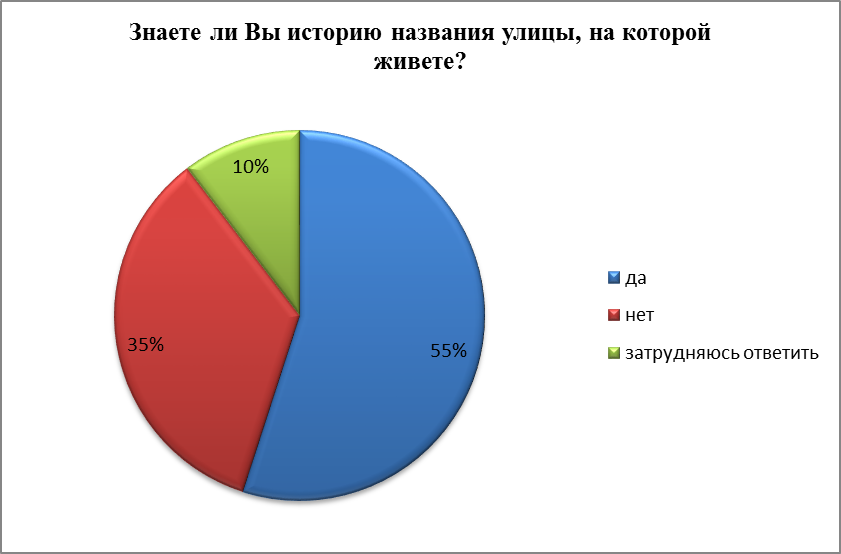 Знаете ли Вы историю названия улицы, на которой
живете?
10%
35%
55%
да
нет
затрудняюсь ответить